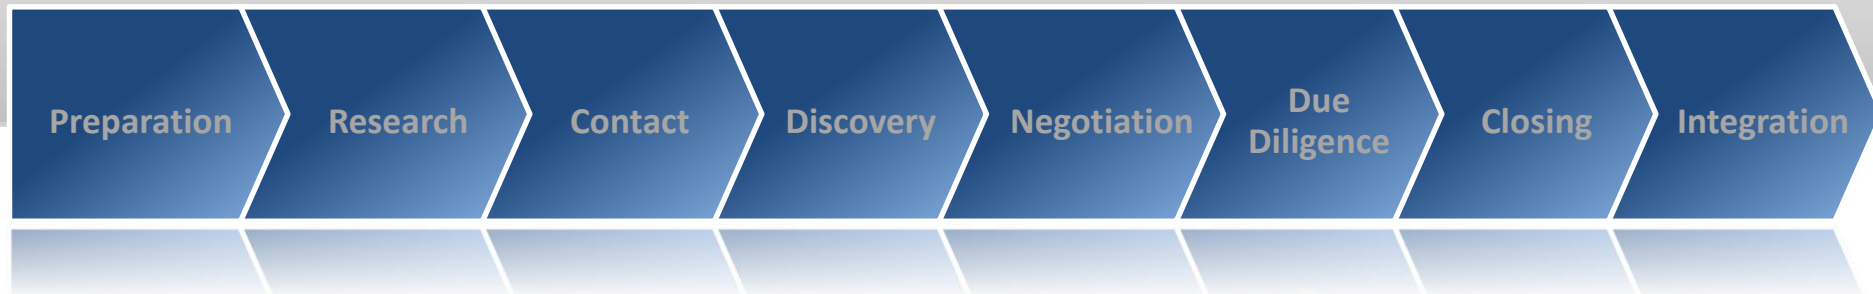 Preparation
Research
Contact
Discovery
Negotiation
Due
Diligence
Closing
Integration